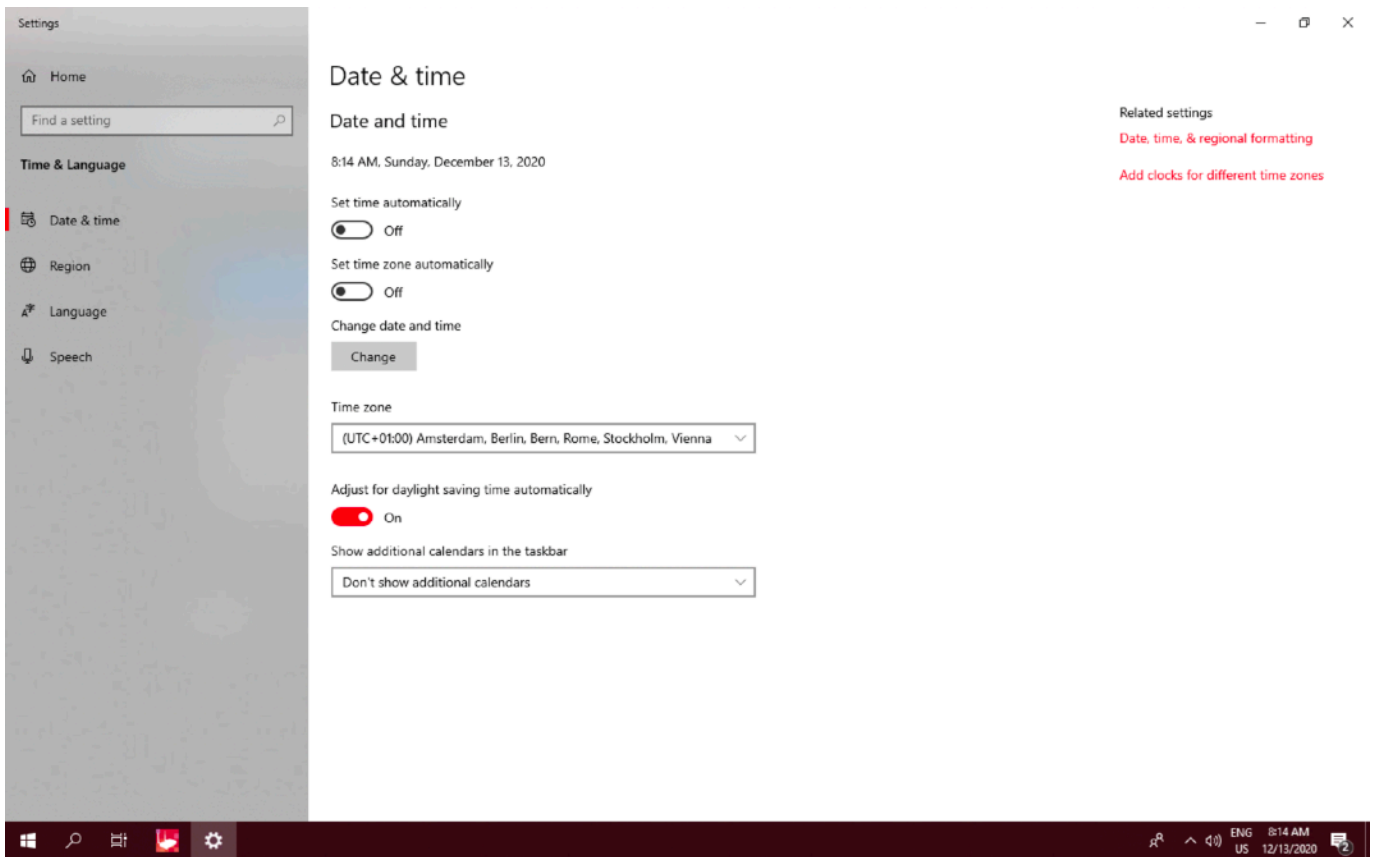 Settings
Home
Find a setting
Time & Language
Date & time
Region
Language
Speech
Date & time
Date and time
8:14 AM, Sunday, December 13, 2020
Set time automatically
Off
Set time zone automatically
Off
Change date and time
Change
Time zone
(UTC+01:00) Amsterdam, Berlin, Bern, Rome, Stockholm, Vienna
Adjust for daylight saving time automatically
On
Show additional calendars in the taskbar
Don't show additional calendars
Related settings
Date, time, & regional formatting
Add clocks for different time zones
ENG
US
8:14 AM
12/13/2020
2